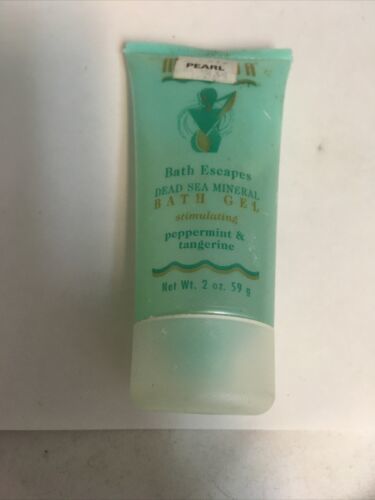 PEARL
Bath Escapes
DEAD SEA MINERAL
BATH GEL
stimulating
peppermint &
tangerine
Net Wt. 2 oz. 59 g